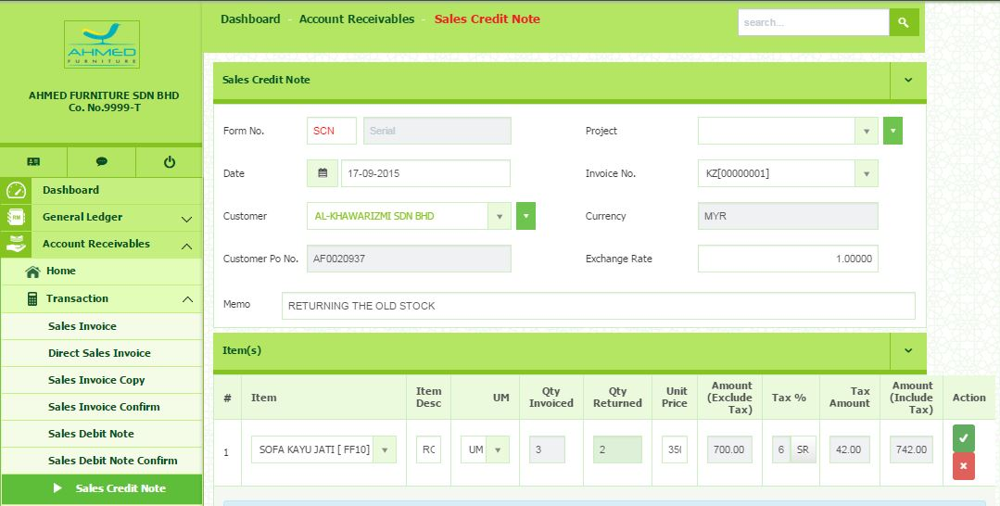 AHMED
FURNITURE
AHMED FURNITURE SDN BHD
Co. No.9999-T
Dashboard
General Ledger
RM
Account Receivables
Home
Transaction
Sales Invoice
Direct Sales Invoice
Sales Invoice Copy
Sales Invoice Confirm
Sales Debit Note
Sales Debit Note Confirm
Sales Credit Note
Dashboard - Account Receivables - Sales Credit Note
search...
Sales Credit Note
Form No. SCN Serial Project
Date 17-09-2015 Invoice No. KZ[00000001]
Customer AL-KHAWARIZMI SDN BHD Currency MYR
Customer Po No. AF0020937 Exchange Rate 1.00000
Memo RETURNING THE OLD STOCK
Item(s)
# Item Item Desc UM Qty Invoiced Qty Returned Unit Price Amount (Exclude Tax) Tax % Tax Amount Amount (Include Tax) Action
1 SOFA KAYU JATI [ FF10] UM 3 2 700.00 6 SR 42.00 742.00